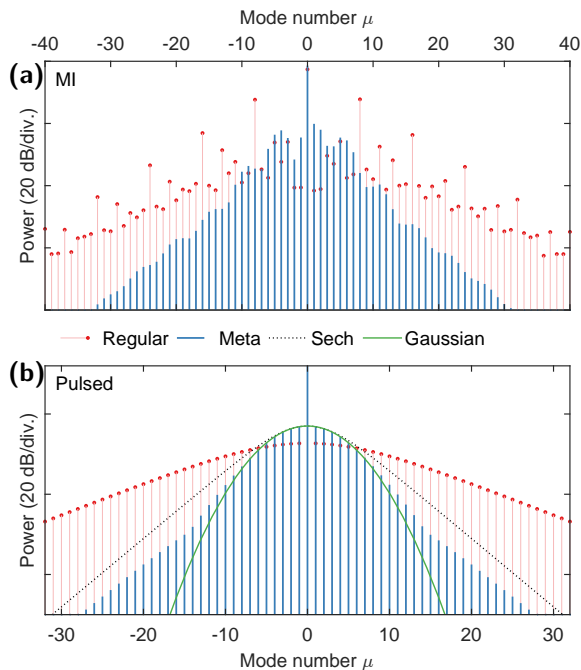 Mode number μ
-40 -30 -20 -10 0 10 20 30 40
(a) MI
Power (20 dB/div.)
Regular Meta Sech Gaussian
(b) Pulsed
Power (20 dB/div.)
-30 -20 -10 0 10 20 30
Mode number μ